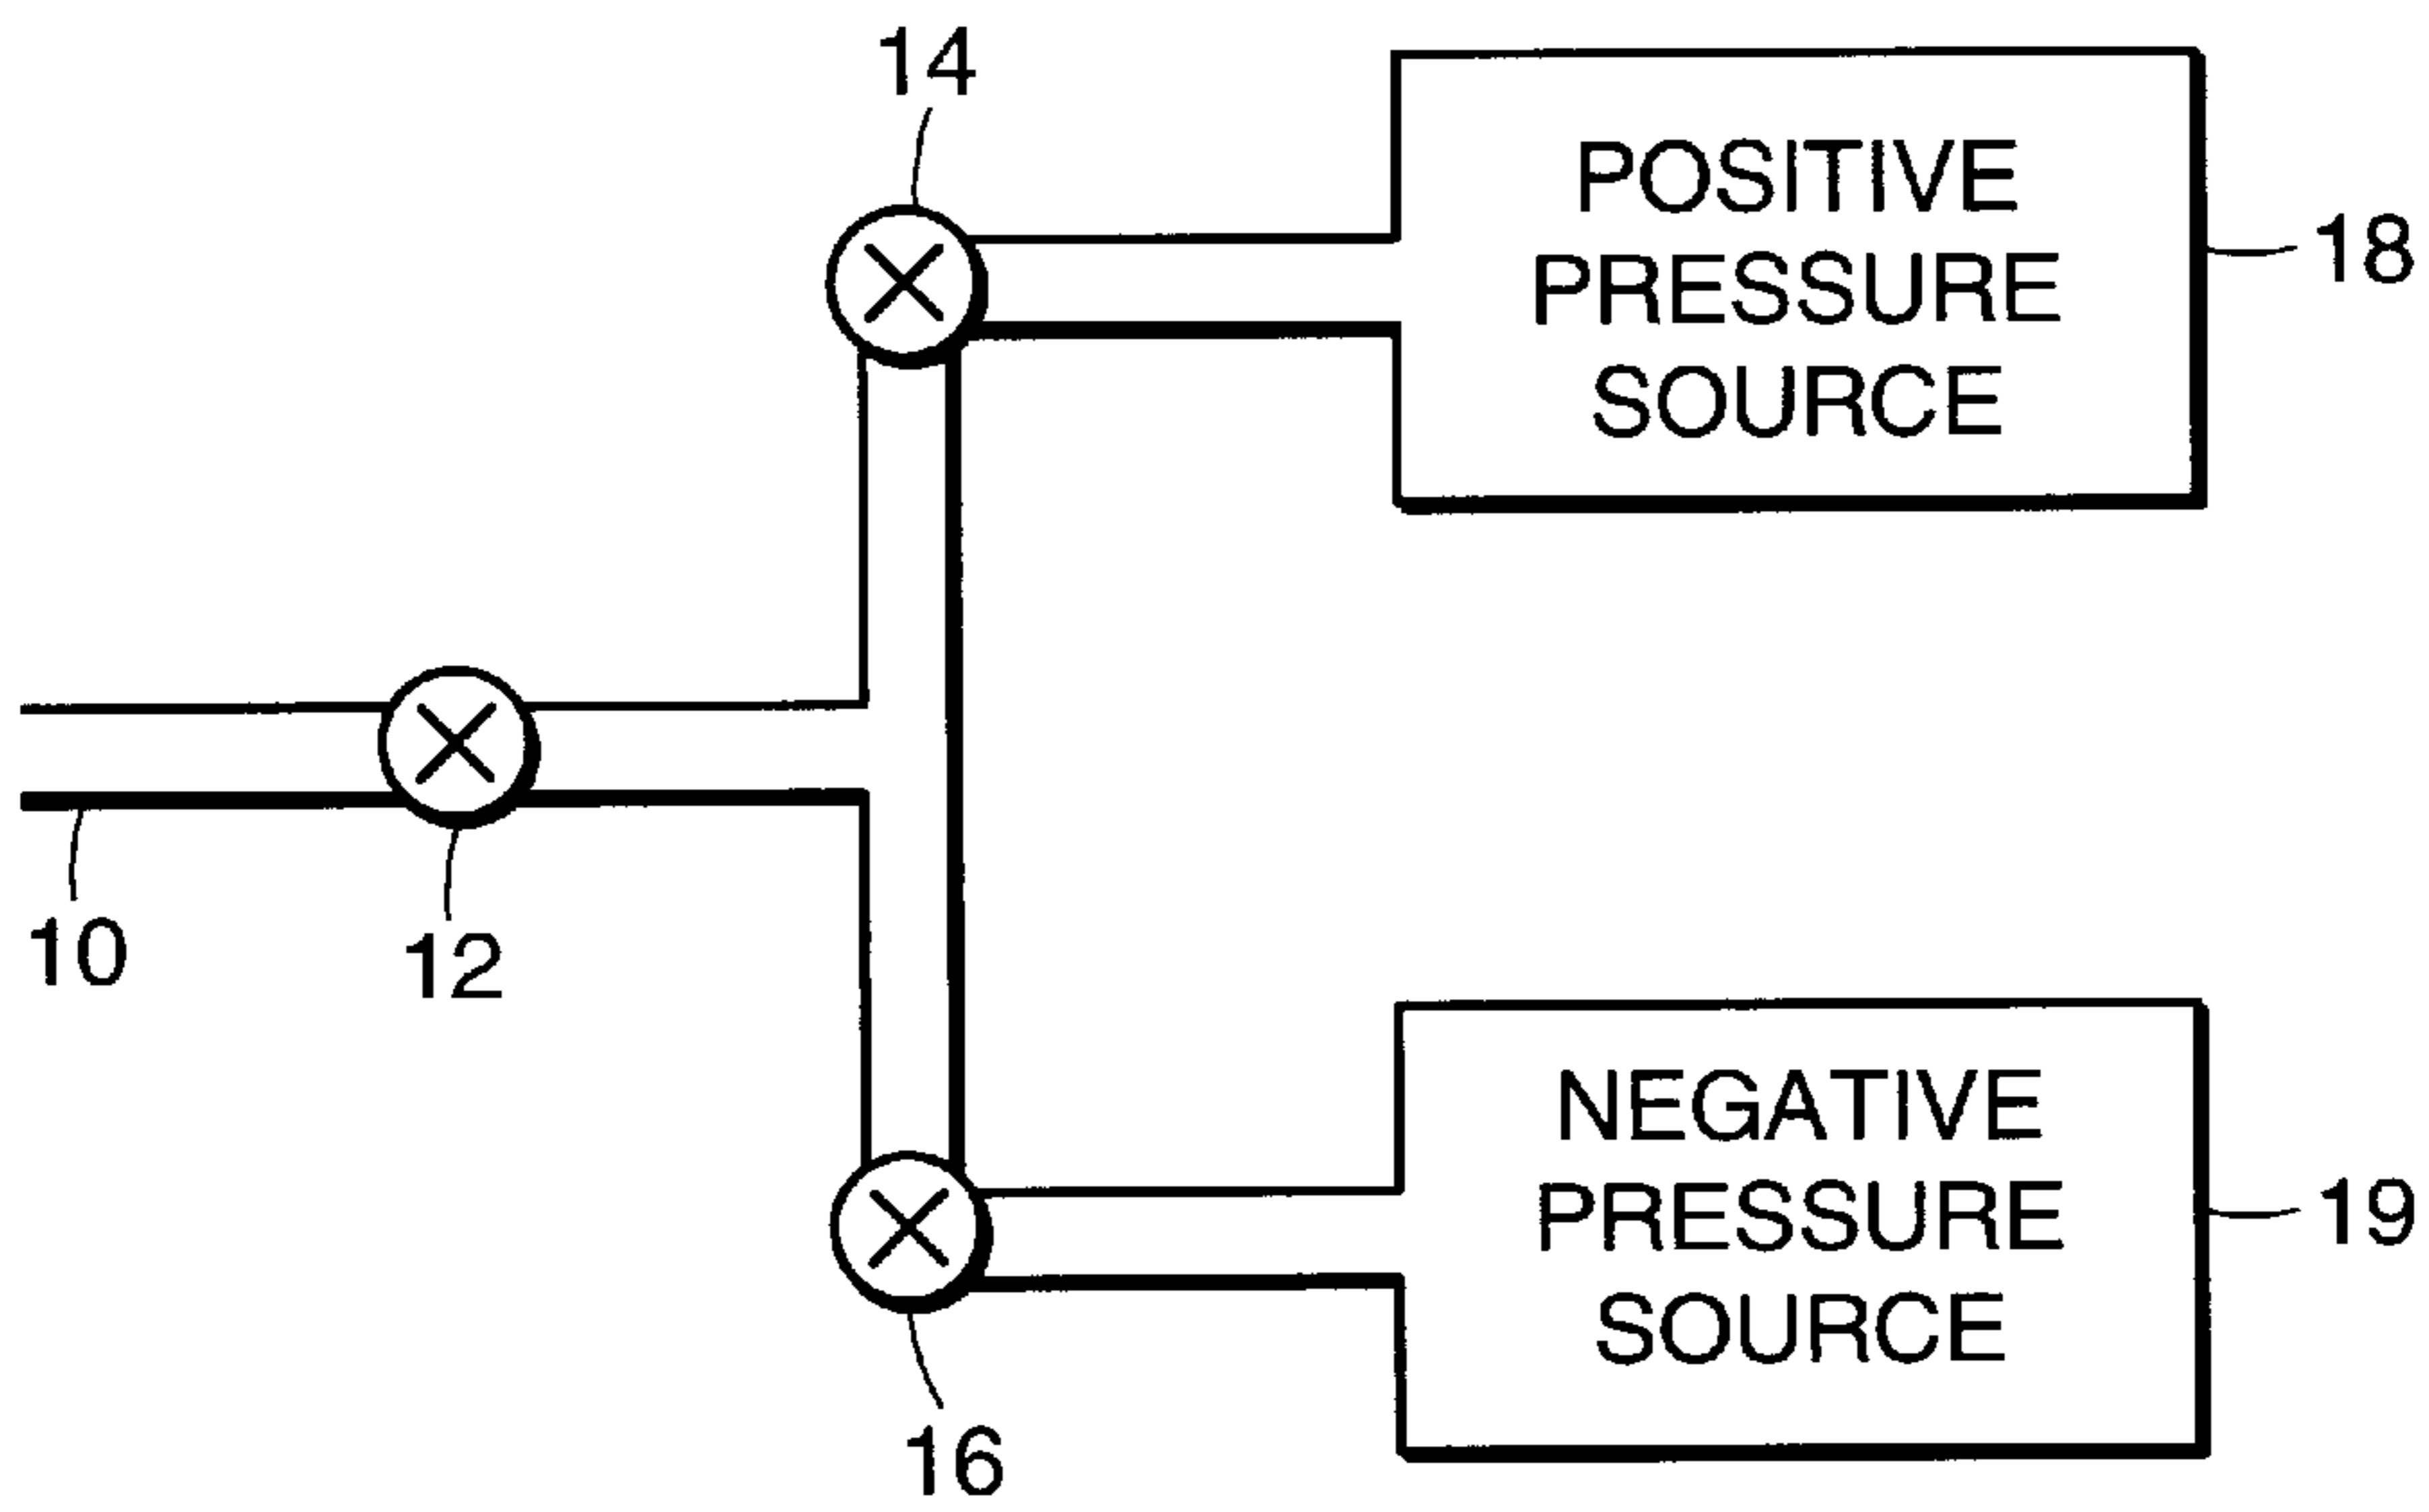 14
POSITIVE
PRESSURE
SOURCE
18
10
12
NEGATIVE
PRESSURE
SOURCE
19
16